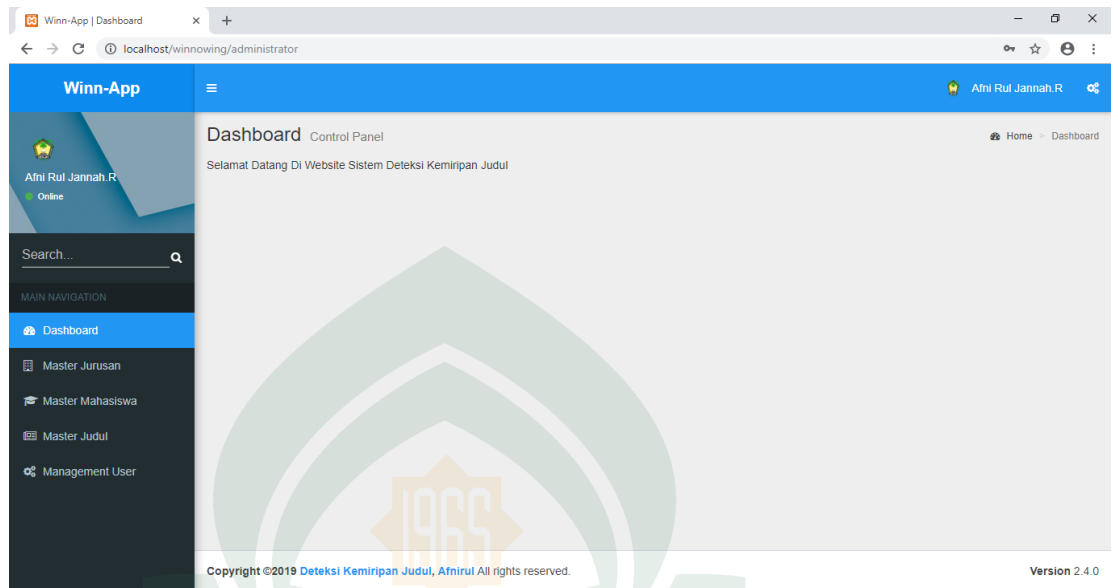 Winn-App | Dashboard
localhost/winnowing/administrator
Winn-App
Afni Rul Jannah.R
Afni Rul Jannah.R
Online
Dashboard Control Panel
Home > Dashboard
Selamat Datang Di Website Sistem Deteksi Kemiripan Judul
Search...
MAIN NAVIGATION
Dashboard
Master Jurusan
Master Mahasiswa
Master Judul
Management User
1965
Copyright ©2019 Deteksi Kemiripan Judul, Afnirul All rights reserved.
Version 2.4.0